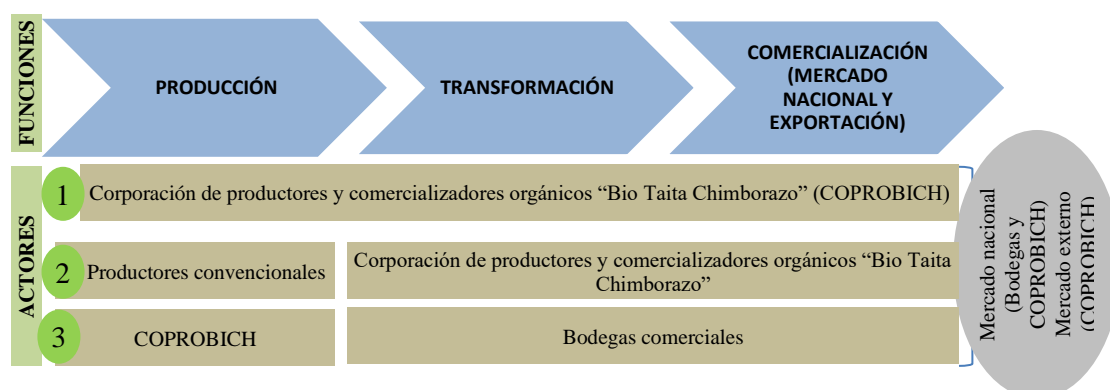 FUNCIONES
PRODUCCIÓN
TRANSFORMACIÓN
COMERCIALIZACIÓN
(MERCADO
NACIONAL Y
EXPORTACIÓN)
ACTORES
1
Corporación de productores y comercializadores orgánicos “Bio Taita Chimborazo” (COPROBICH)
2
Productores convencionales
Corporación de productores y comercializadores orgánicos “Bio Taita
Chimborazo”
3
COPROBICH
Bodegas comerciales
Mercado nacional
(Bodegas y
COPROBICH)
Mercado externo
(COPROBICH)